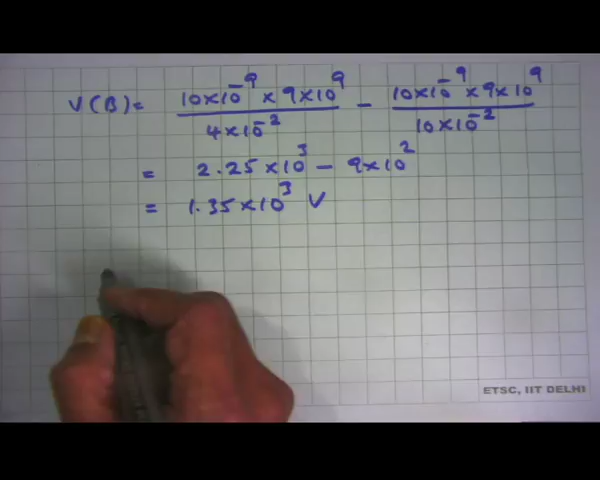 V(B) = 10×10⁻⁹ × 9×10⁹ / 4×10⁻² − 10×10⁻⁹ × 9×10⁹ / 10×10⁻²
= 2.25×10³ − 9×10²
= 1.35×10³ V
ETSC, IIT DELHI